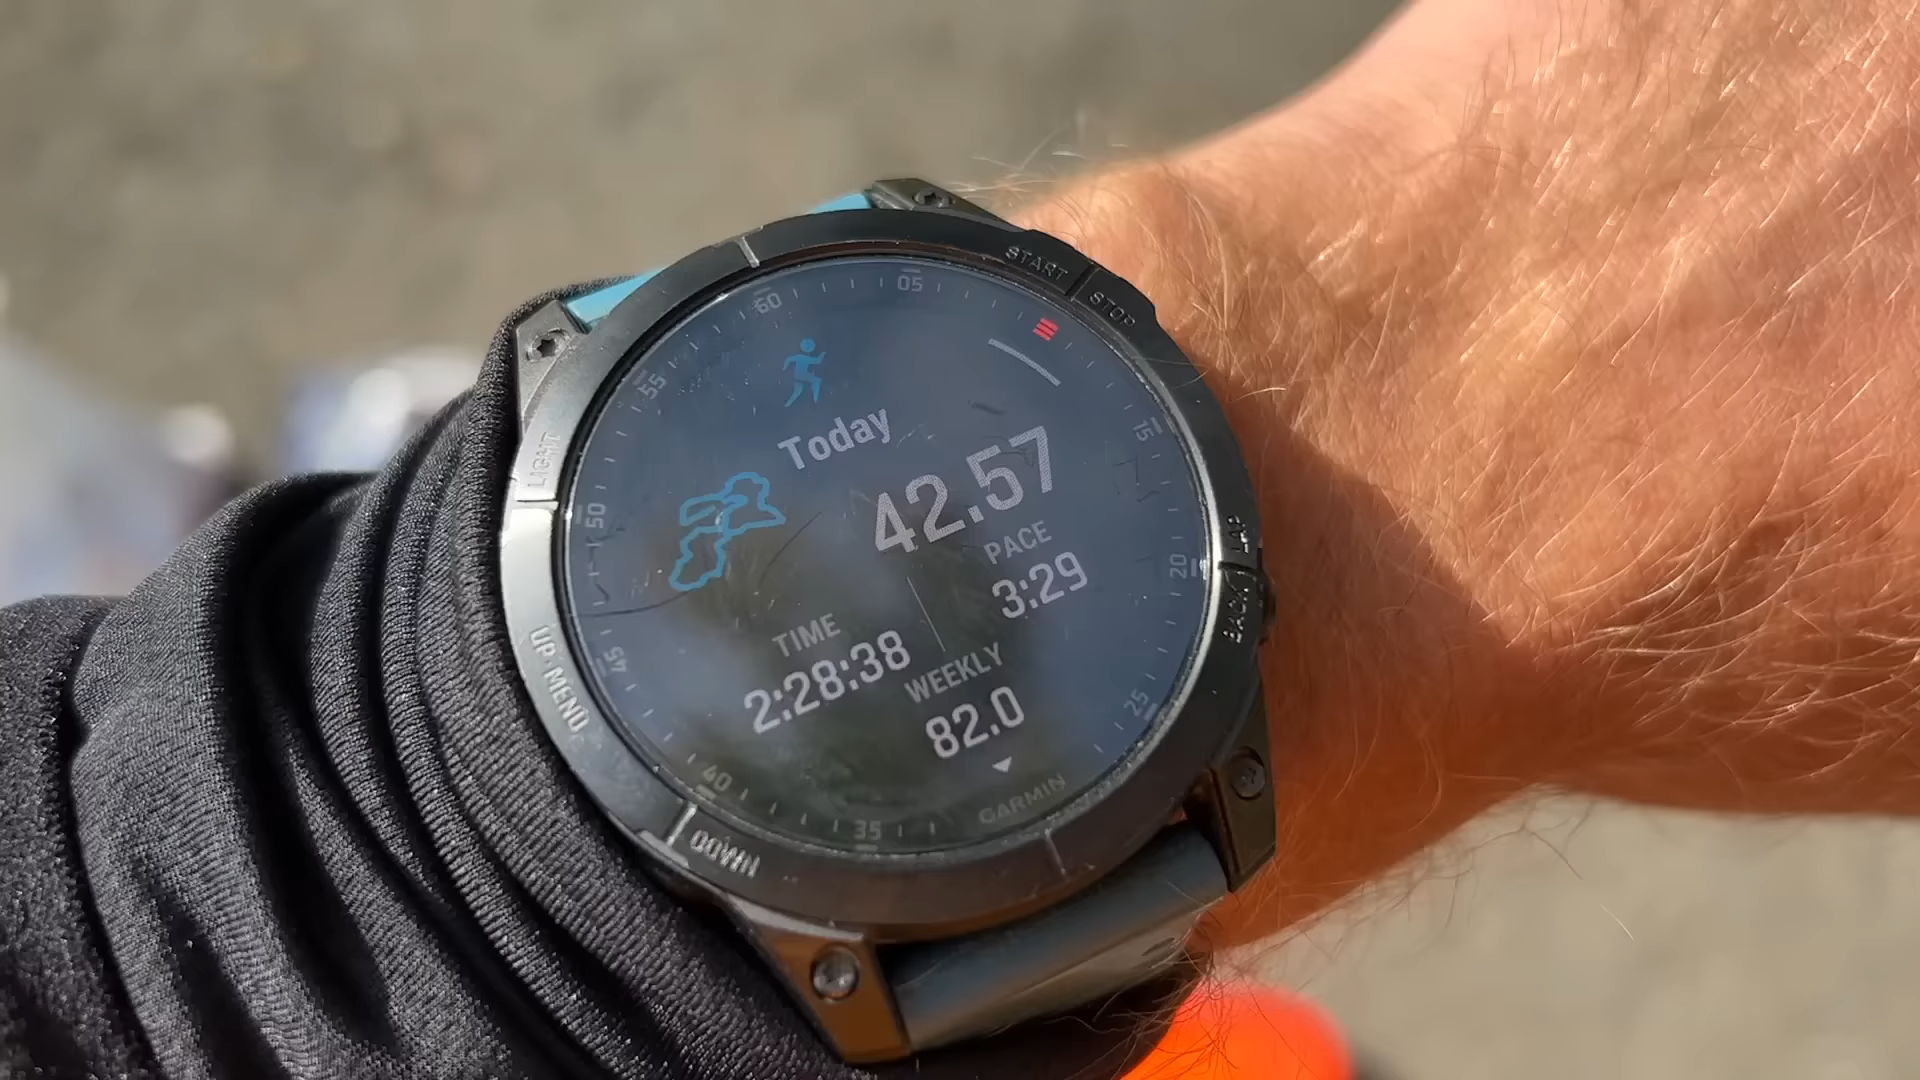 START
STOP
60
05
55
15
50
20
45
25
40
35
LIGHT
UP·MENU
DOWN
LAP
BACK
Today
42.57
PACE
3:29
TIME
2:28:38
WEEKLY
82.0
GARMIN